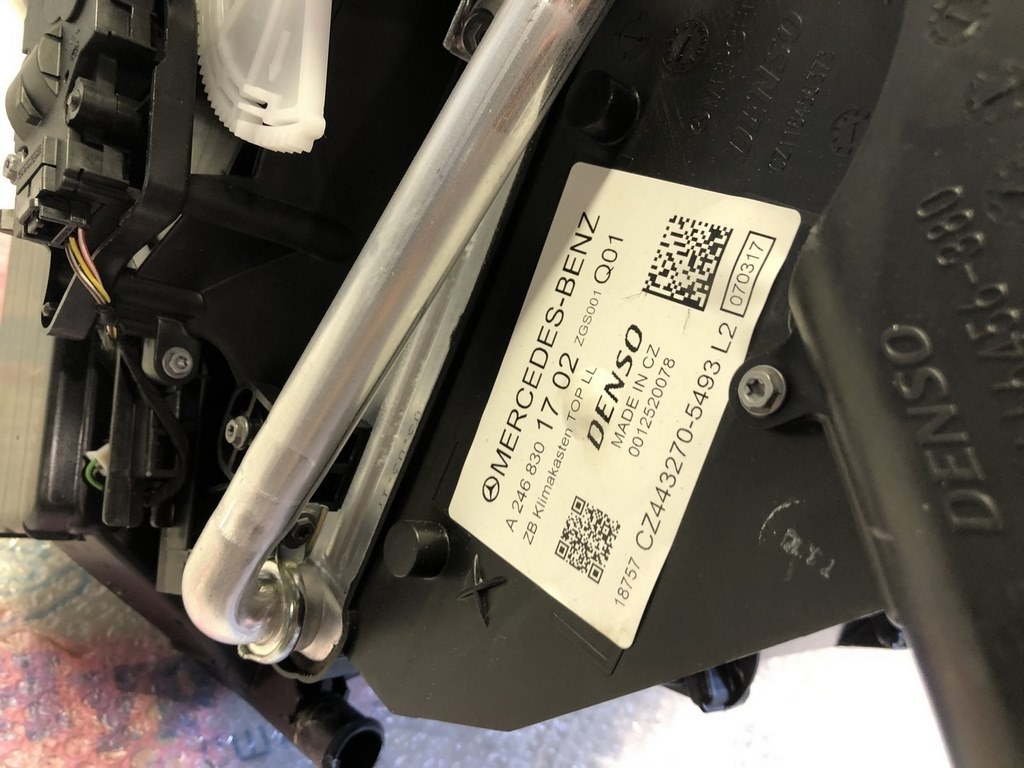 MERCEDES-BENZ
A 246 830 17 02 ZGS001 Q01
ZB Klimakasten TOP LL
DENSO
MADE IN CZ
0012520078
070317
18757 CZ443270-5493 L2
DENSO
DENSO